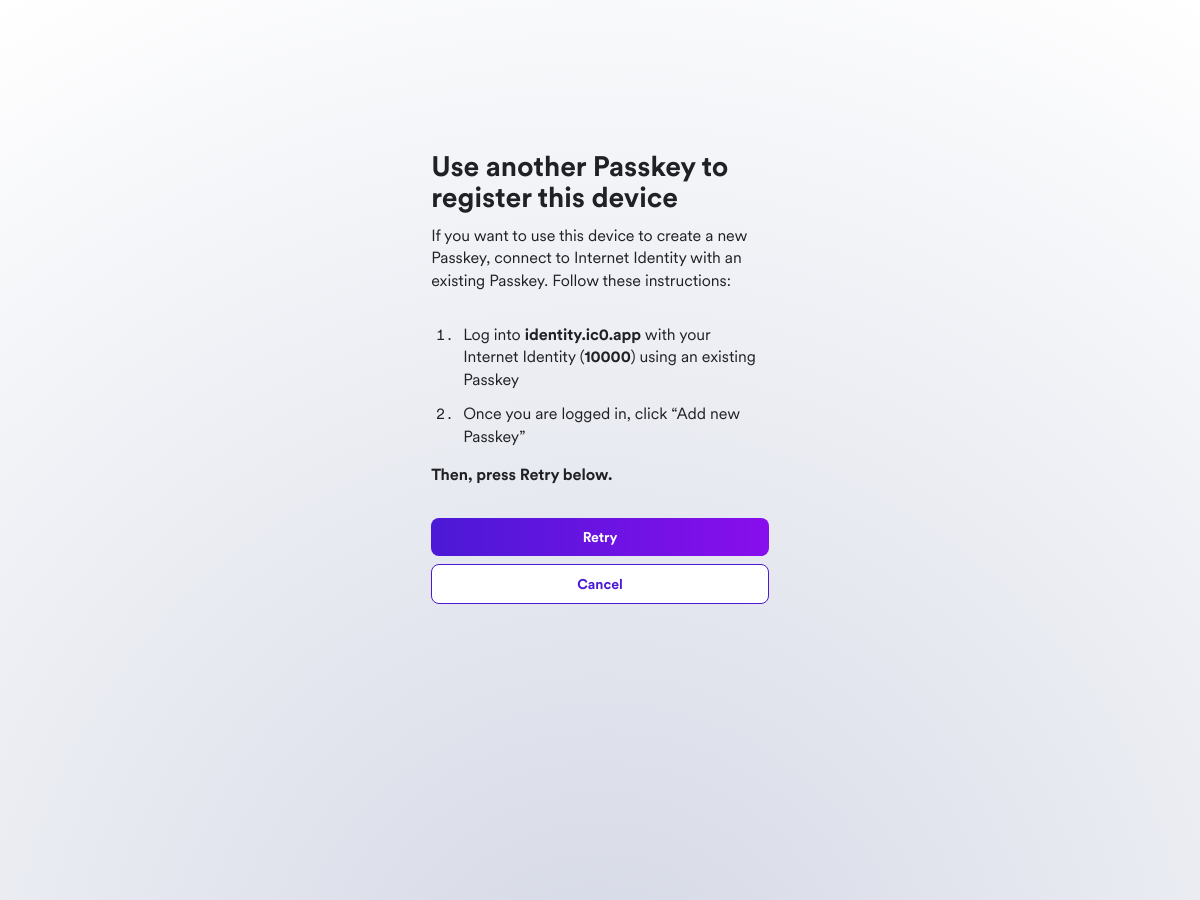 Use another Passkey to
register this device
If you want to use this device to create a new
Passkey, connect to Internet Identity with an
existing Passkey. Follow these instructions:
1. Log into identity.ic0.app with your
Internet Identity (10000) using an existing
Passkey
2. Once you are logged in, click “Add new
Passkey”
Then, press Retry below.
Retry
Cancel